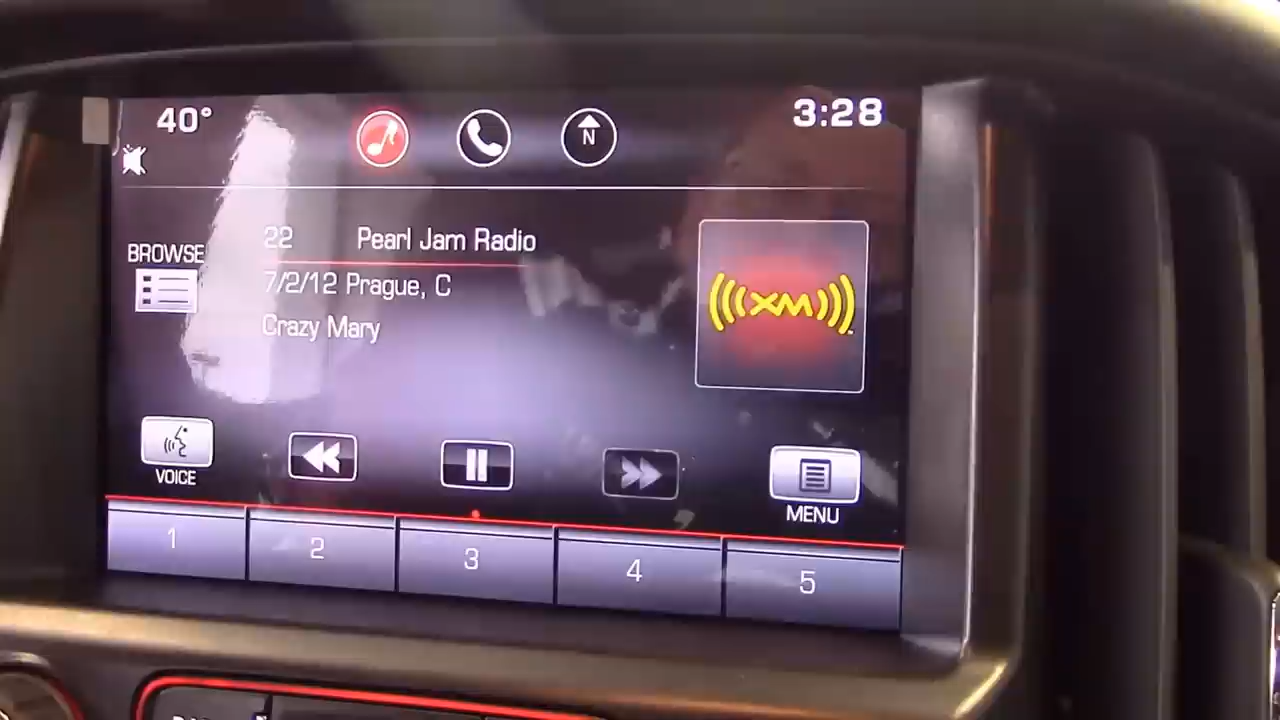 40°
3:28
N
22 Pearl Jam Radio
BROWSE
7/2/12 Prague, C
Crazy Mary
XM
VOICE
MENU
1 2 3 4 5